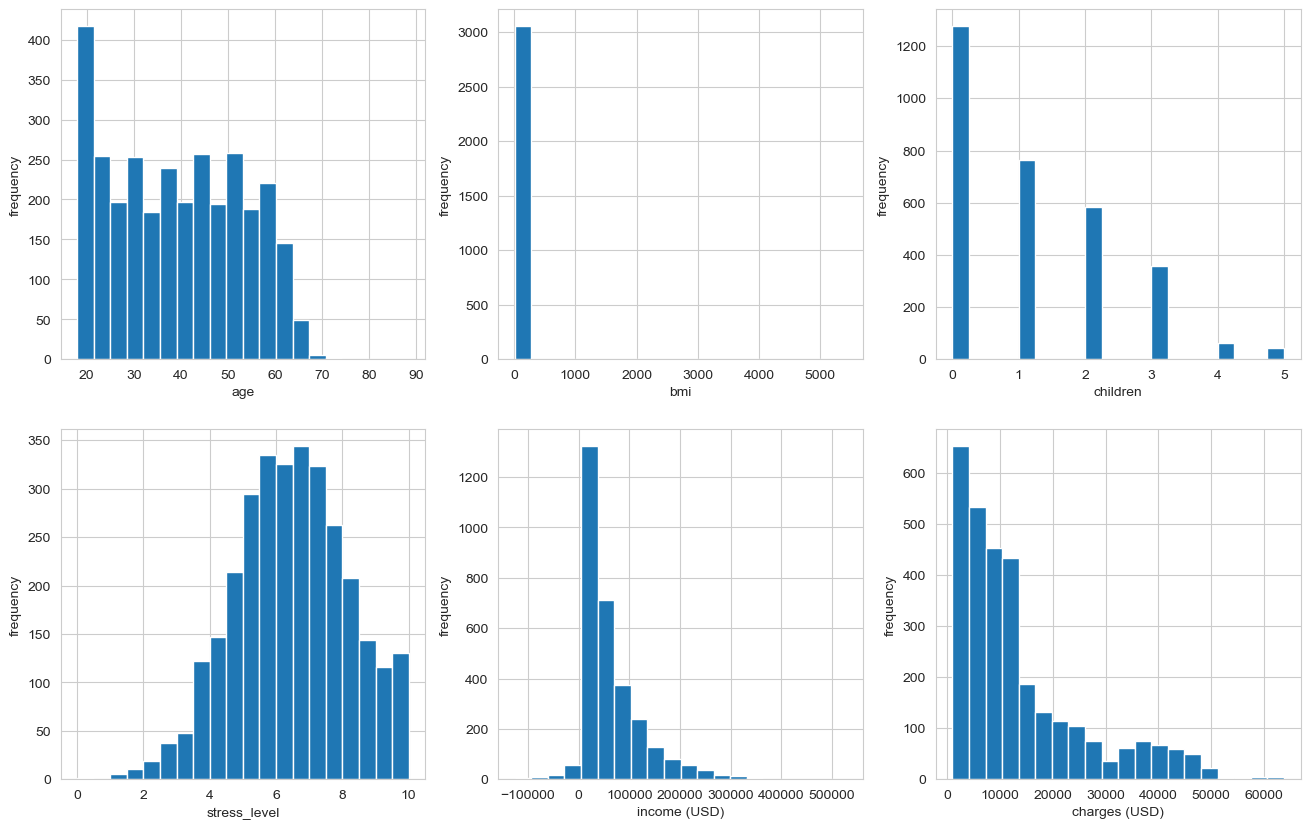 400
350
300
250
200
150
100
50
0
frequency
20 30 40 50 60 70 80 90
age
3000
2500
2000
1500
1000
500
0
frequency
0 1000 2000 3000 4000 5000
bmi
1200
1000
800
600
400
200
0
frequency
0 1 2 3 4 5
children
350
300
250
200
150
100
50
0
frequency
0 2 4 6 8 10
stress_level
1200
1000
800
600
400
200
0
frequency
−100000 0 100000 200000 300000 400000 500000
income (USD)
600
500
400
300
200
100
0
frequency
0 10000 20000 30000 40000 50000 60000
charges (USD)